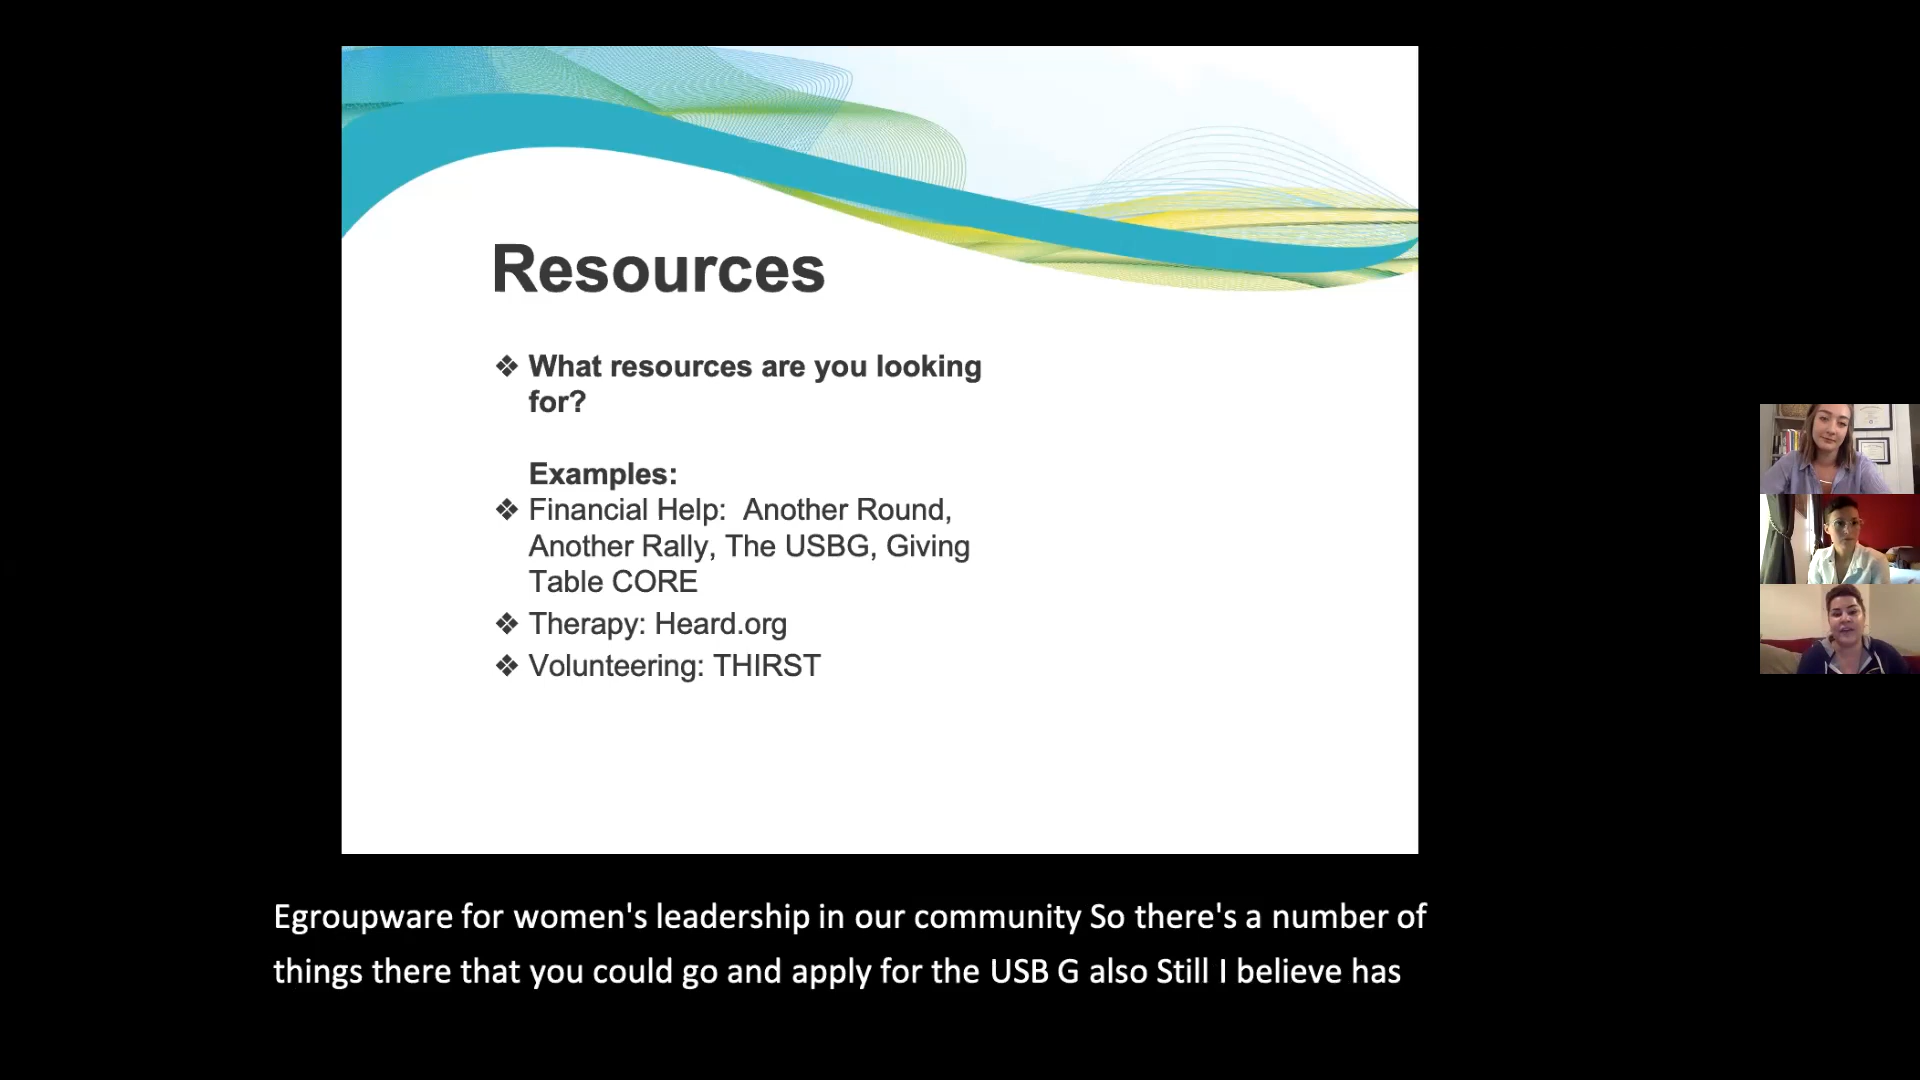 Resources
❖ What resources are you looking
for?
Examples:
❖ Financial Help:  Another Round,
Another Rally, The USBG, Giving
Table CORE
❖ Therapy: Heard.org
❖ Volunteering: THIRST
Egroupware for women's leadership in our community So there's a number of
things there that you could go and apply for the USB G also Still I believe has